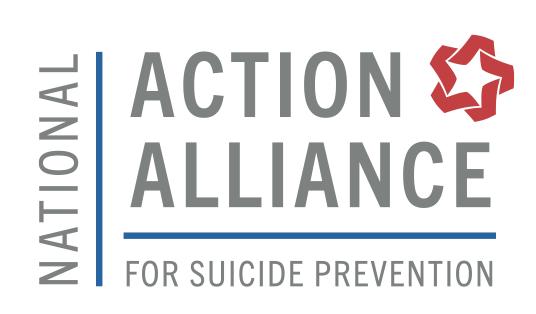 NATIONAL
ACTION
ALLIANCE
FOR SUICIDE PREVENTION